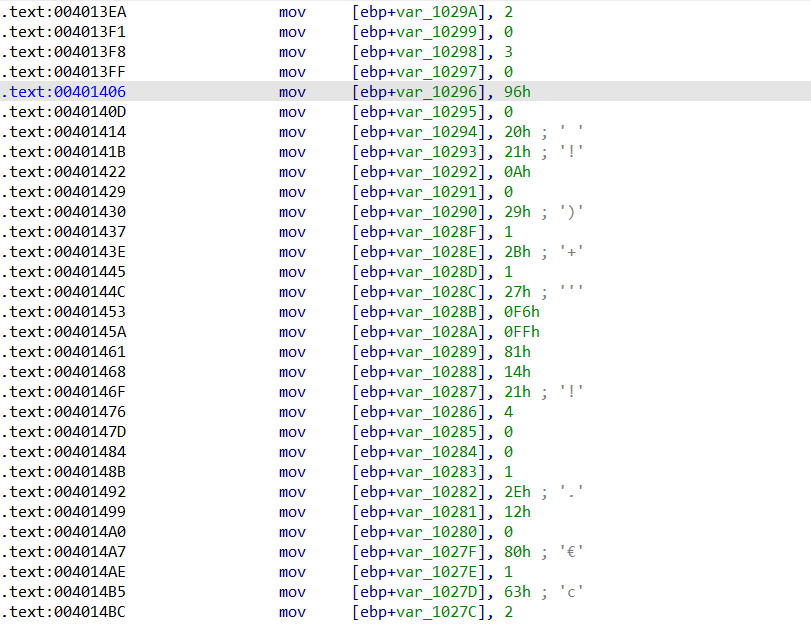 .text:004013EA mov [ebp+var_1029A], 2
.text:004013F1 mov [ebp+var_10299], 0
.text:004013F8 mov [ebp+var_10298], 3
.text:004013FF mov [ebp+var_10297], 0
.text:00401406 mov [ebp+var_10296], 96h
.text:0040140D mov [ebp+var_10295], 0
.text:00401414 mov [ebp+var_10294], 20h ; ' '
.text:0040141B mov [ebp+var_10293], 21h ; '!'
.text:00401422 mov [ebp+var_10292], 0Ah
.text:00401429 mov [ebp+var_10291], 0
.text:00401430 mov [ebp+var_10290], 29h ; ')'
.text:00401437 mov [ebp+var_1028F], 1
.text:0040143E mov [ebp+var_1028E], 2Bh ; '+'
.text:00401445 mov [ebp+var_1028D], 1
.text:0040144C mov [ebp+var_1028C], 27h ; '''
.text:00401453 mov [ebp+var_1028B], 0F6h
.text:0040145A mov [ebp+var_1028A], 0FFh
.text:00401461 mov [ebp+var_10289], 81h
.text:00401468 mov [ebp+var_10288], 14h
.text:0040146F mov [ebp+var_10287], 21h ; '!'
.text:00401476 mov [ebp+var_10286], 4
.text:0040147D mov [ebp+var_10285], 0
.text:00401484 mov [ebp+var_10284], 0
.text:0040148B mov [ebp+var_10283], 1
.text:00401492 mov [ebp+var_10282], 2Eh ; '.'
.text:00401499 mov [ebp+var_10281], 12h
.text:004014A0 mov [ebp+var_10280], 0
.text:004014A7 mov [ebp+var_1027F], 80h ; '€'
.text:004014AE mov [ebp+var_1027E], 1
.text:004014B5 mov [ebp+var_1027D], 63h ; 'c'
.text:004014BC mov [ebp+var_1027C], 2